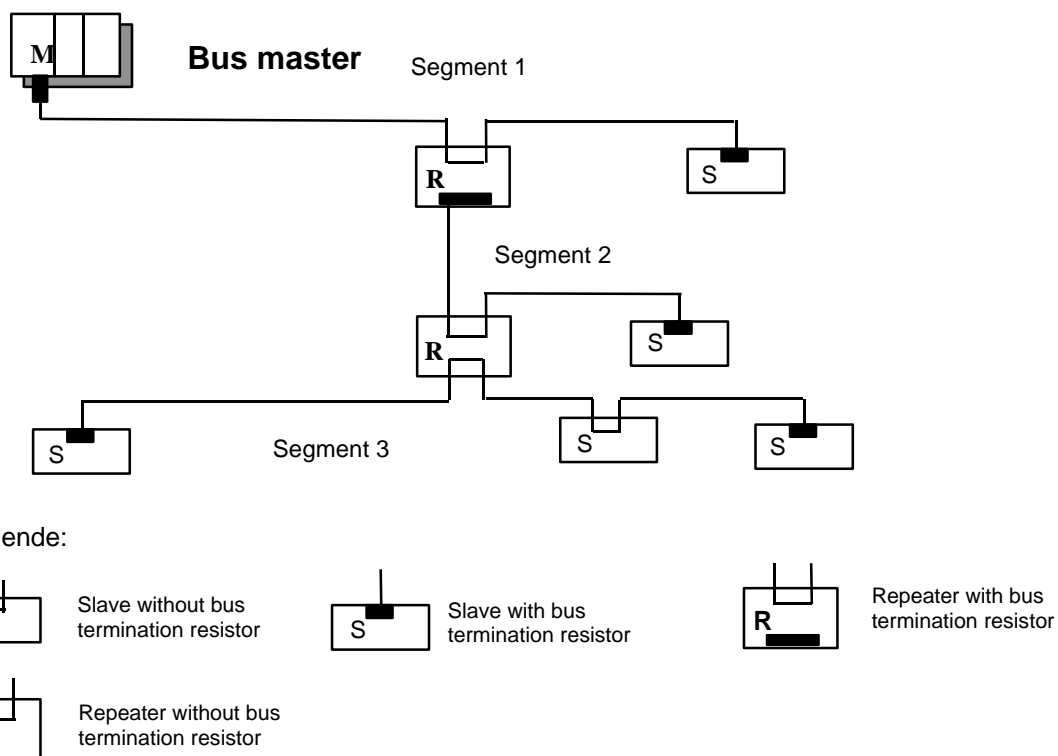 M
Bus master
Segment 1
R
S
Segment 2
R
S
S
Segment 3
S
S
ende:
Slave without bus
termination resistor
S
Slave with bus
termination resistor
R
Repeater with bus
termination resistor
Repeater without bus
termination resistor